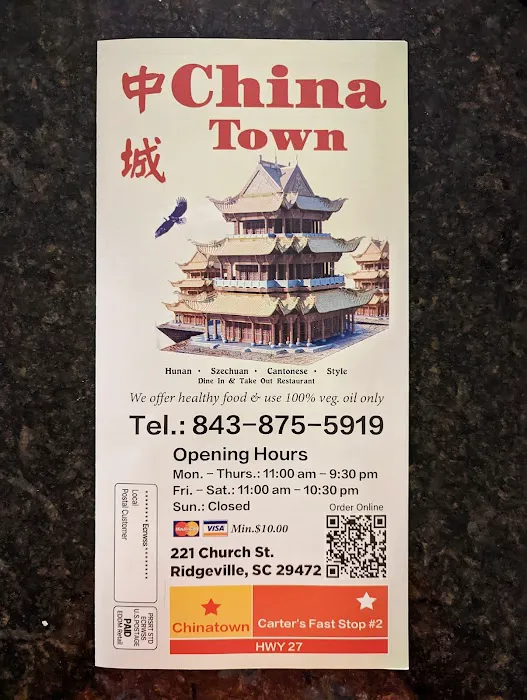 中 China
城 Town
Hunan • Szechuan • Cantonese • Style
Dine In & Take Out Restaurant
We offer healthy food & use 100% veg. oil only
Tel.: 843-875-5919
Opening Hours
Mon. - Thurs.: 11:00 am - 9:30 pm
Fri. - Sat.: 11:00 am - 10:30 pm
Sun.: Closed
Order Online
MasterCard VISA Min.$10.00
221 Church St.
Ridgeville, SC 29472
********Ecrwss********
Local
Postal Customer
PRSRT STD
ECRWSS
U.S.POSTAGE
PAID
EDDM Retail
Chinatown
Carter's Fast Stop #2
HWY 27